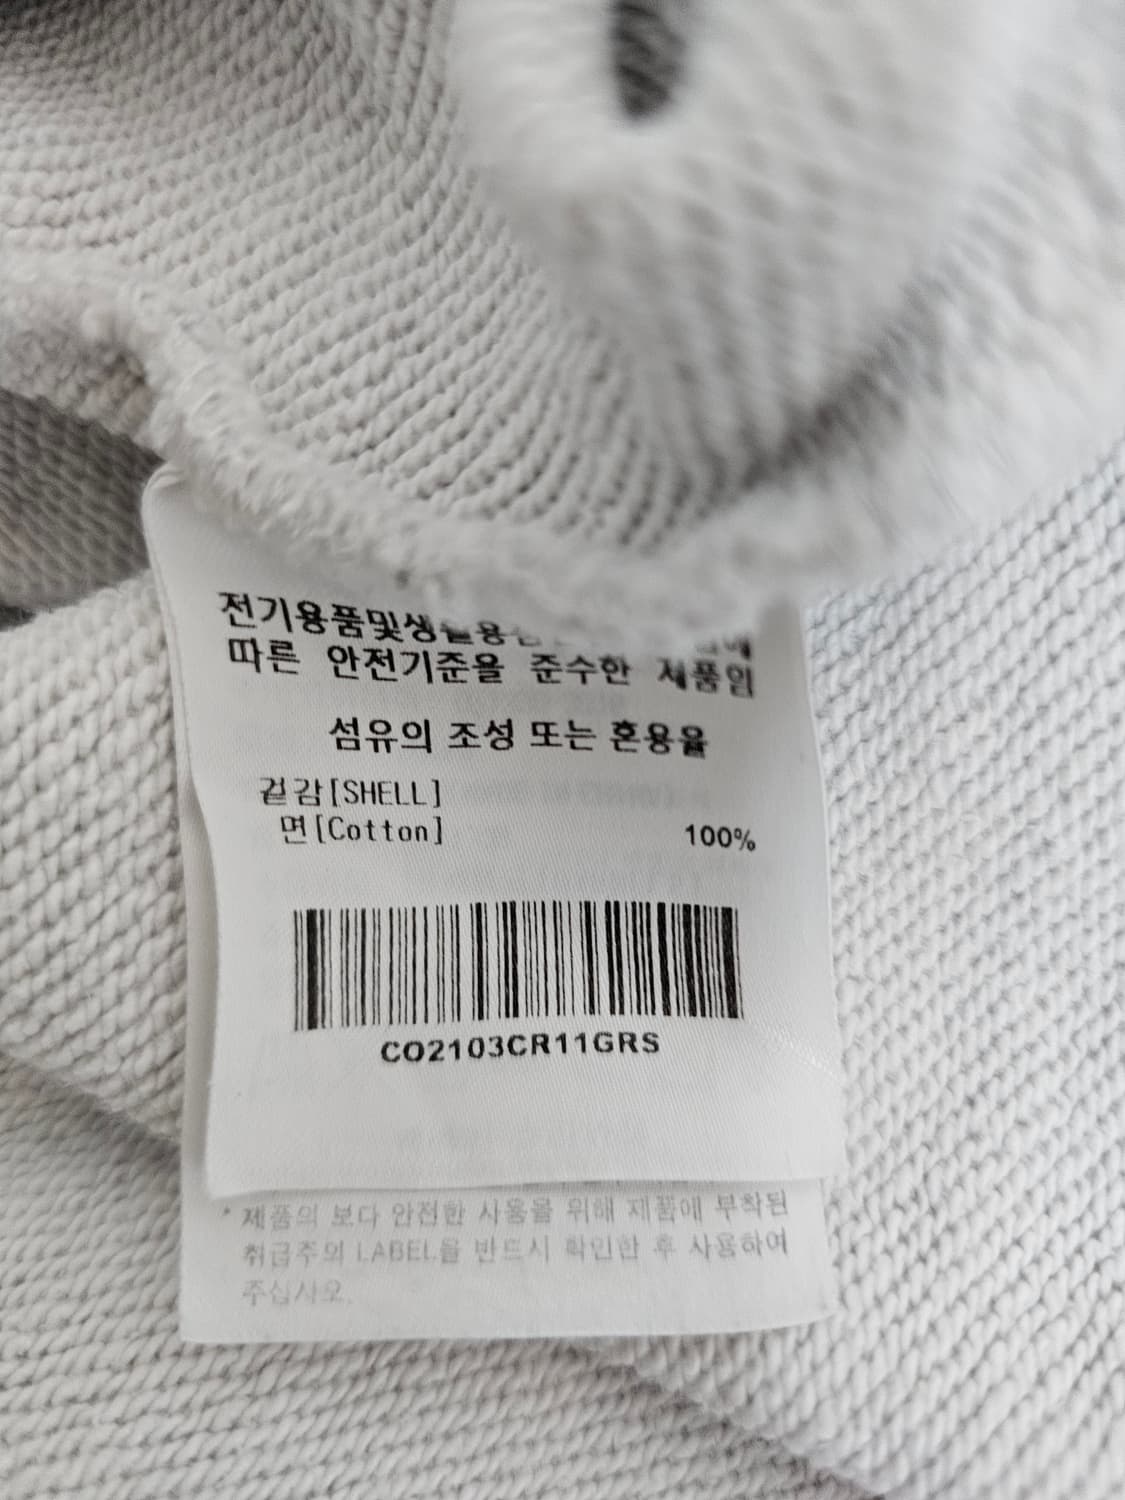 전기용품및생활용
따른 안전기준을 준수한 제품임
섬유의 조성 또는 혼용율
겉감[SHELL]
면[Cotton] 100%
CO2103CR11GRS
* 제품의 보다 안전한 사용을 위해 제품에 부착된
취급주의 LABEL을 반드시 확인한 후 사용하여
주십시오.